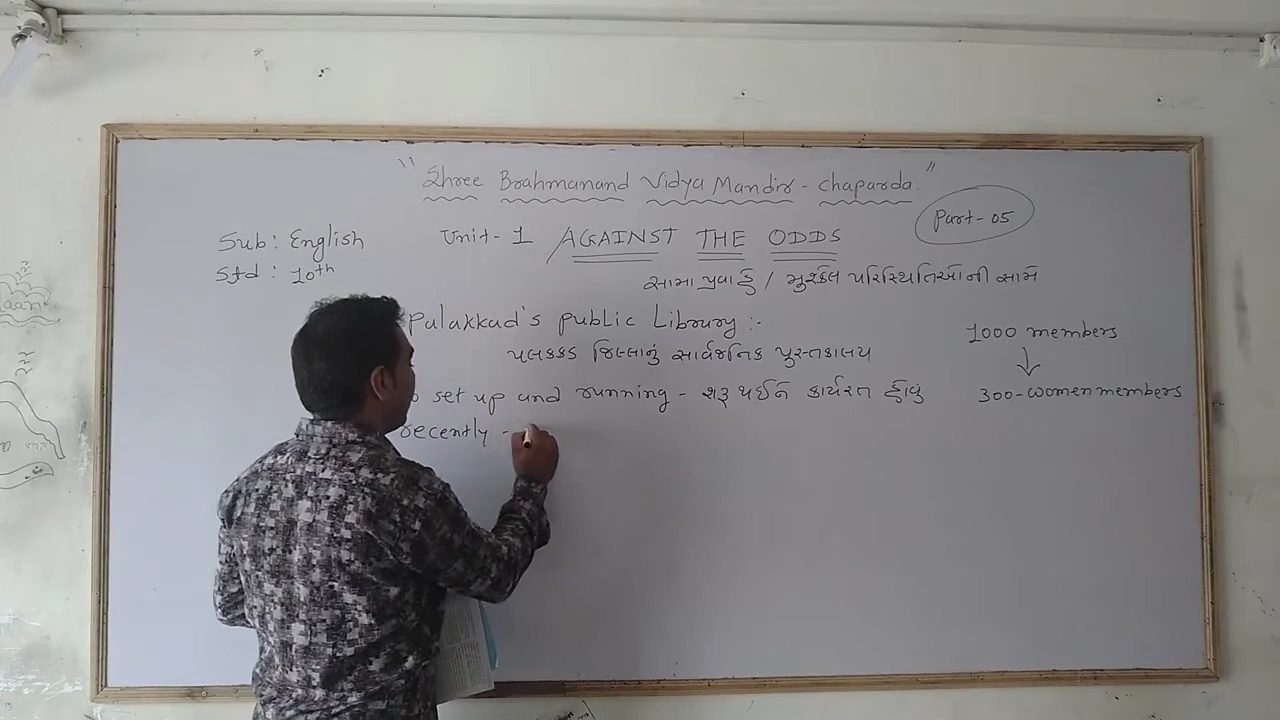 "Shree Brahmanand Vidya Mandir - chaparda."
Part-05
Sub: English
Unit-1 AGAINST THE ODDS
Std: 10th
સામા પ્રવાહે / મુશ્કેલ પરિસ્થિતિઓની સામે
Palakkad's public Library :-
1000 members
પલક્કડ જિલ્લાનું સાર્વજનિક પુસ્તકાલય
set up and running - શરૂ થઈને કાર્યરત હોવું
300-women members
recently -